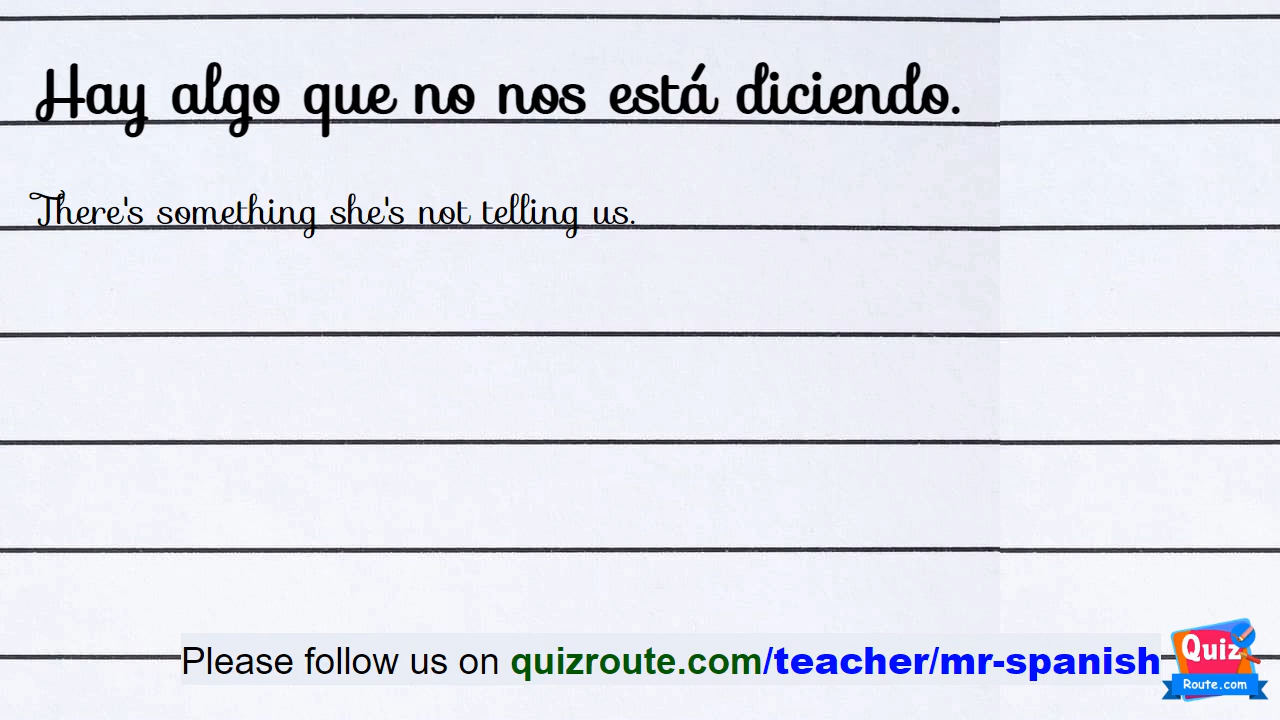 Hay algo que no nos está diciendo.
There's something she's not telling us.
Please follow us on quizroute.com/teacher/mr-spanish
Quiz
Route.com